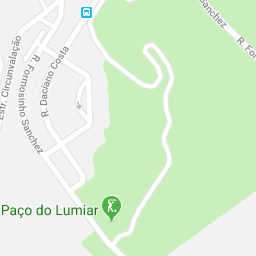 Estr. Circunvalação
R. Formosinho Sanchez
R. Daciano Costa
Sanchez
R. For
Paço do Lumiar